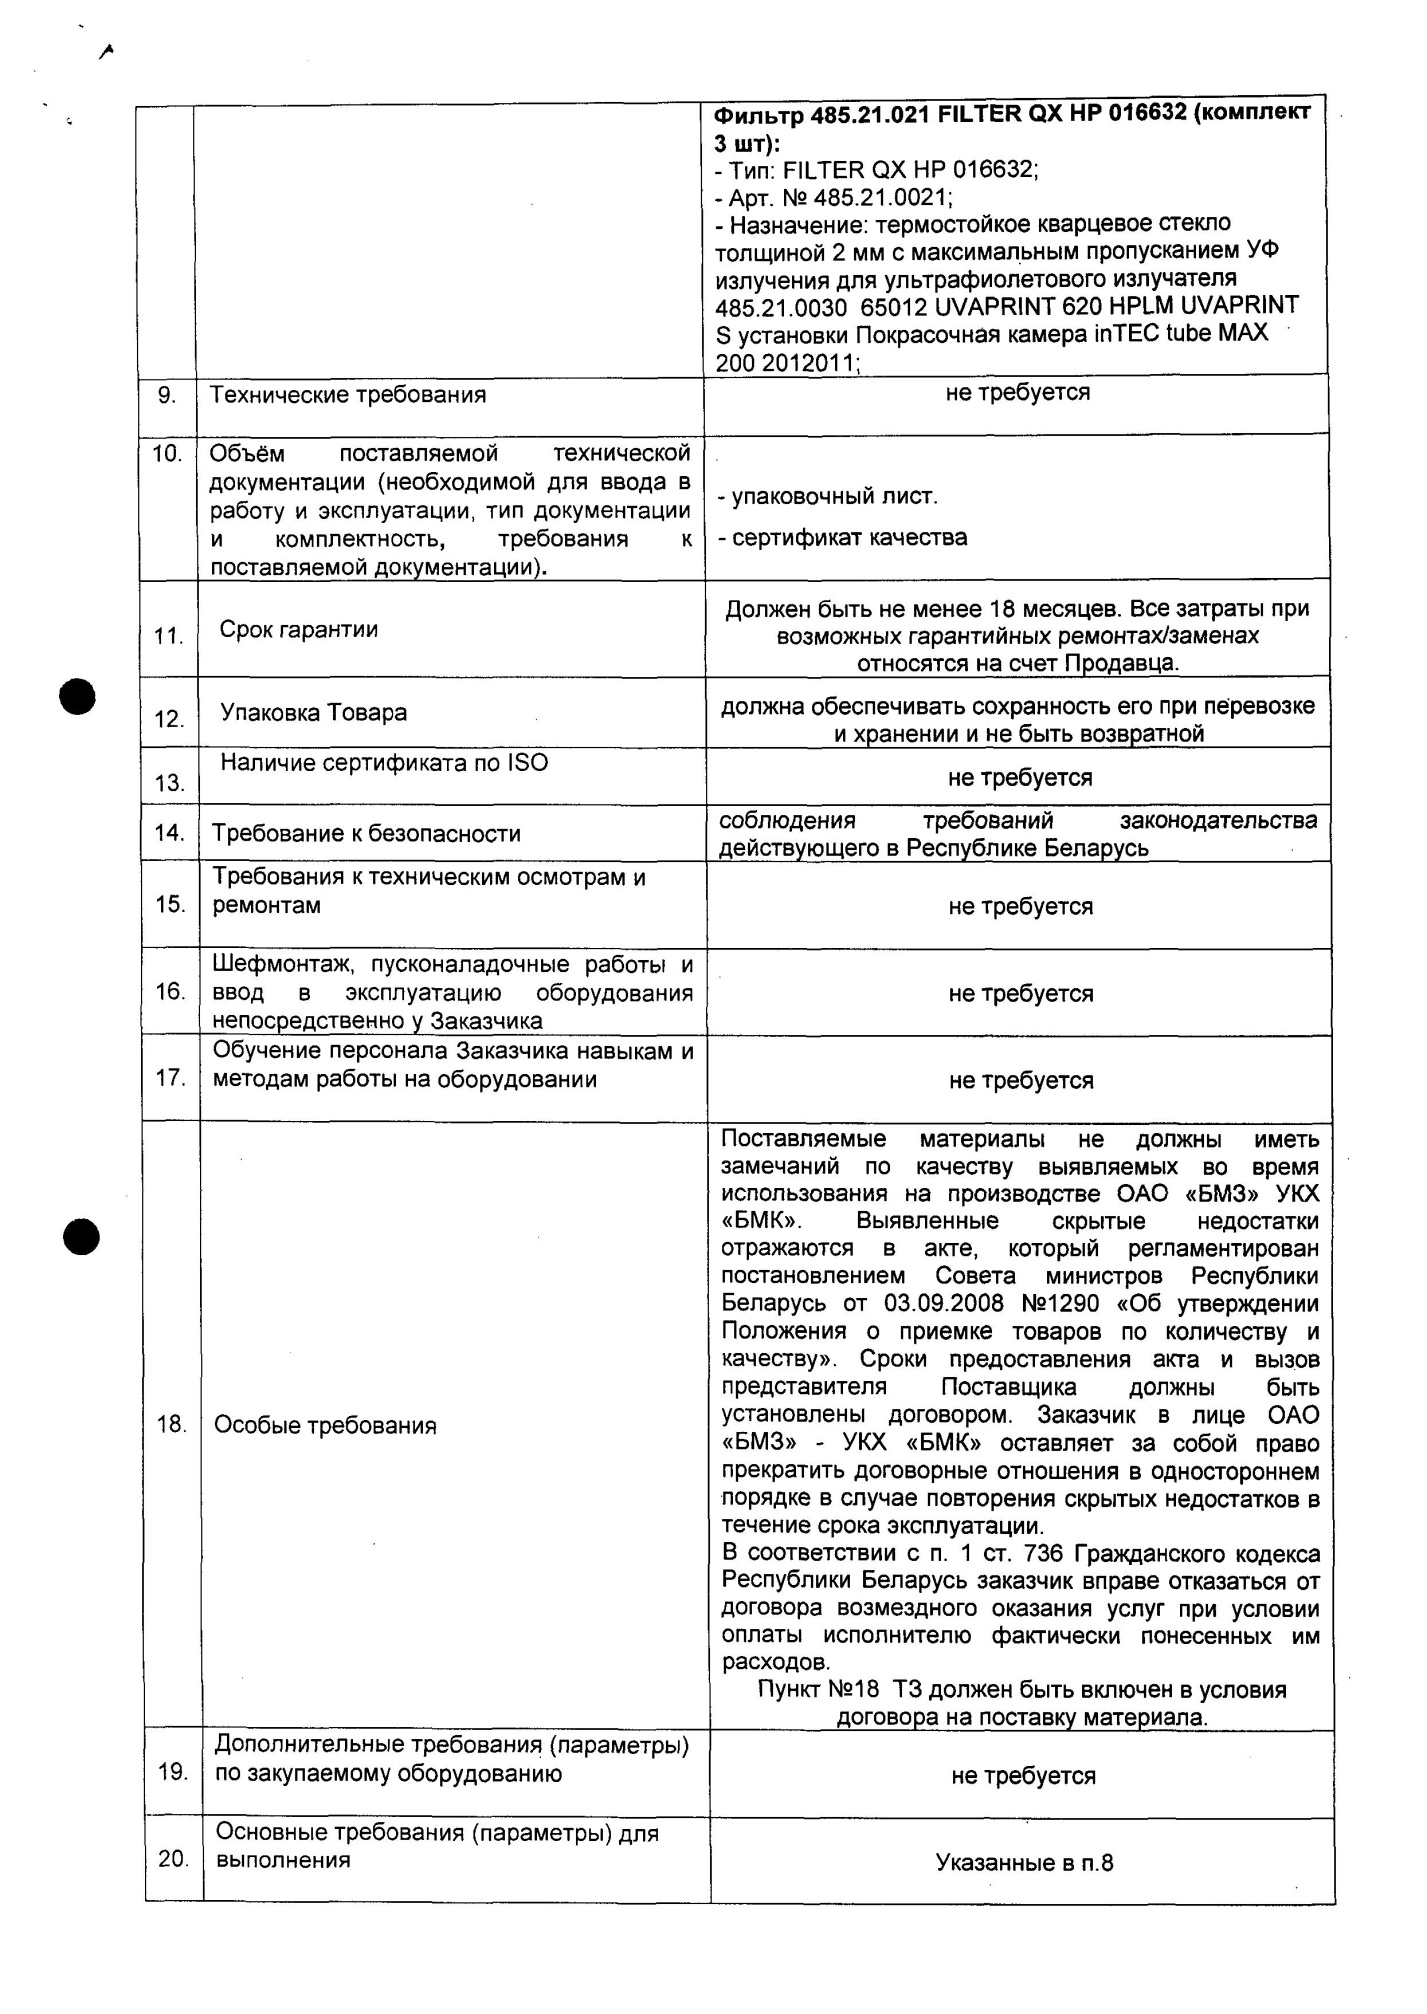 Фильтр 485.21.021 FILTER QX HP 016632 (комплект
3 шт):
- Тип: FILTER QX HP 016632;
- Арт. № 485.21.0021;
- Назначение: термостойкое кварцевое стекло
толщиной 2 мм с максимальным пропусканием УФ
излучения для ультрафиолетового излучателя
485.21.0030 65012 UVAPRINT 620 HPLM UVAPRINT
S установки Покрасочная камера inTEC tube MAX
200 2012011;
9. Технические требования
не требуется
10. Объём поставляемой технической
документации (необходимой для ввода в
работу и эксплуатации, тип документации
и комплектность, требования к
поставляемой документации).
- упаковочный лист.
- сертификат качества
11. Срок гарантии
Должен быть не менее 18 месяцев. Все затраты при
возможных гарантийных ремонтах/заменах
относятся на счет Продавца.
12. Упаковка Товара
должна обеспечивать сохранность его при перевозке
и хранении и не быть возвратной
13. Наличие сертификата по ISO
не требуется
14. Требование к безопасности
соблюдения требований законодательства
действующего в Республике Беларусь
15. Требования к техническим осмотрам и
ремонтам
не требуется
16. Шефмонтаж, пусконаладочные работы и
ввод в эксплуатацию оборудования
непосредственно у Заказчика
не требуется
17. Обучение персонала Заказчика навыкам и
методам работы на оборудовании
не требуется
18. Особые требования
Поставляемые материалы не должны иметь
замечаний по качеству выявляемых во время
использования на производстве ОАО «БМЗ» УКХ
«БМК». Выявленные скрытые недостатки
отражаются в акте, который регламентирован
постановлением Совета министров Республики
Беларусь от 03.09.2008 №1290 «Об утверждении
Положения о приемке товаров по количеству и
качеству». Сроки предоставления акта и вызов
представителя Поставщика должны быть
установлены договором. Заказчик в лице ОАО
«БМЗ» - УКХ «БМК» оставляет за собой право
прекратить договорные отношения в одностороннем
порядке в случае повторения скрытых недостатков в
течение срока эксплуатации.
В соответствии с п. 1 ст. 736 Гражданского кодекса
Республики Беларусь заказчик вправе отказаться от
договора возмездного оказания услуг при условии
оплаты исполнителю фактически понесенных им
расходов.
Пункт №18 ТЗ должен быть включен в условия
договора на поставку материала.
19. Дополнительные требования (параметры)
по закупаемому оборудованию
не требуется
20. Основные требования (параметры) для
выполнения
Указанные в п.8